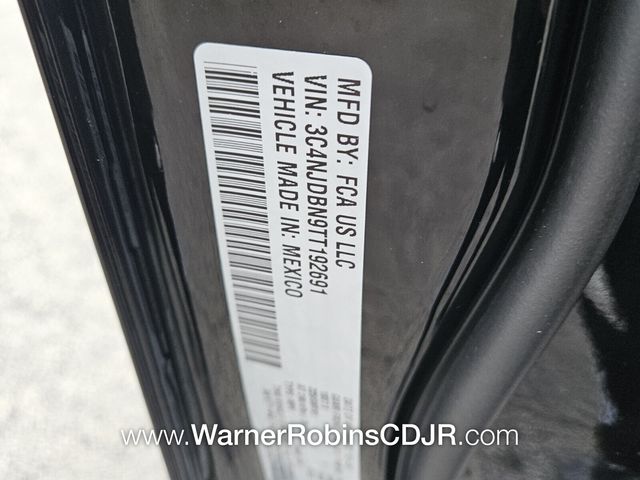 MFD BY: FCA US LLC
VIN: 3C4NJDBN9TT192691
VEHICLE MADE IN: MEXICO
www.WarnerRobinsCDJR.com